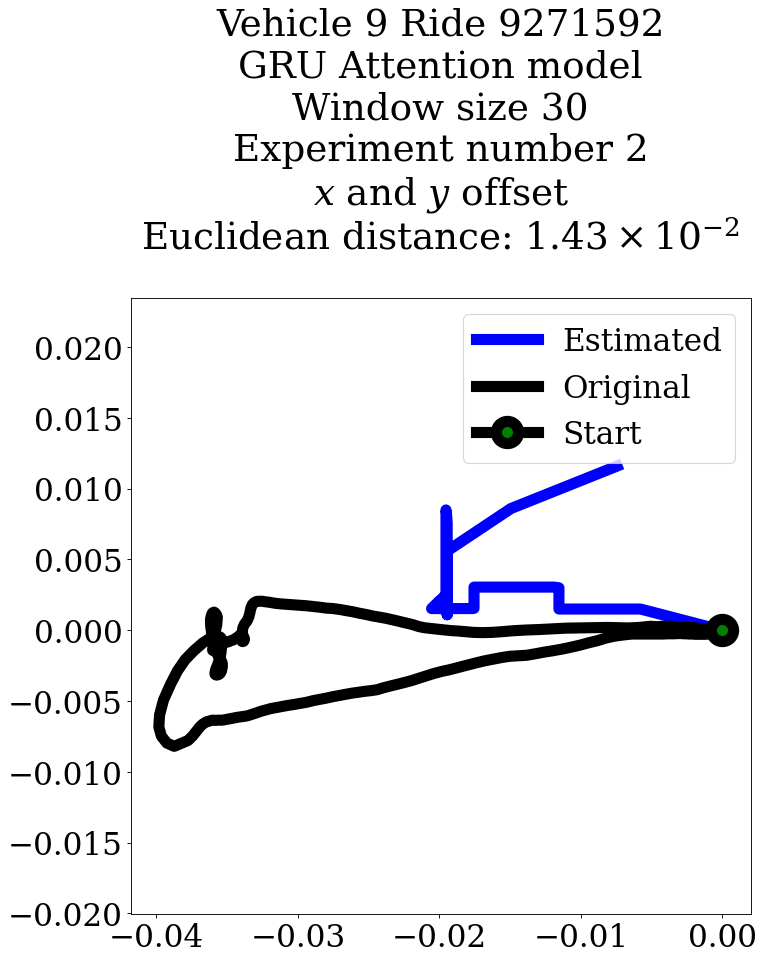 Vehicle 9 Ride 9271592
GRU Attention model
Window size 30
Experiment number 2
x and y offset
Euclidean distance: 1.43 × 10⁻²
Estimated
Original
Start
0.020
0.015
0.010
0.005
0.000
−0.005
−0.010
−0.015
−0.020
−0.04 −0.03 −0.02 −0.01 0.00